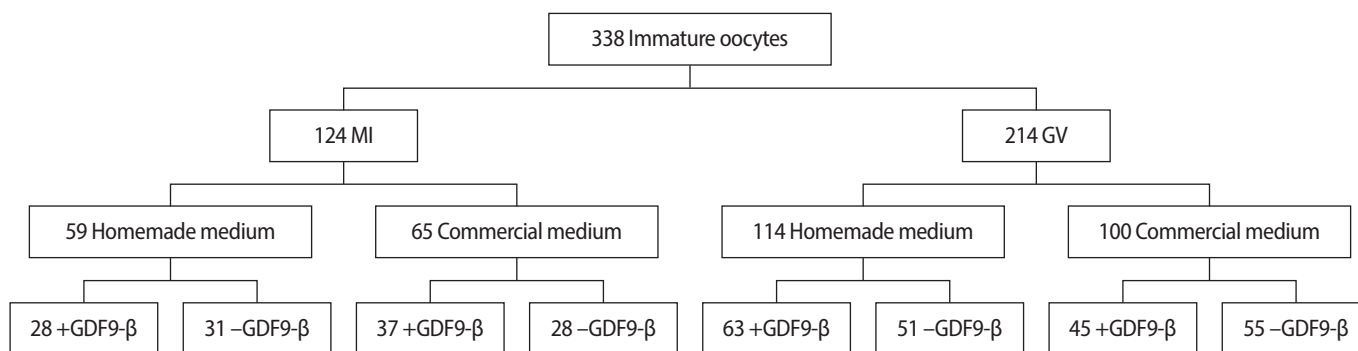 338 Immature oocytes
124 MI
214 GV
59 Homemade medium
65 Commercial medium
114 Homemade medium
100 Commercial medium
28 +GDF9-β
31 –GDF9-β
37 +GDF9-β
28 –GDF9-β
63 +GDF9-β
51 –GDF9-β
45 +GDF9-β
55 –GDF9-β